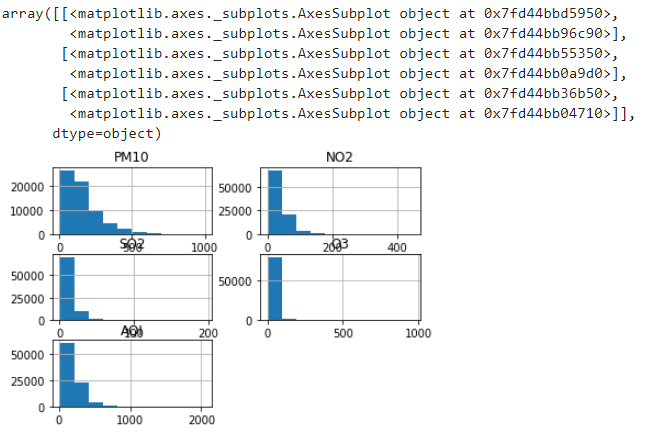 array([[<matplotlib.axes._subplots.AxesSubplot object at 0x7fd44bbd5950>,
<matplotlib.axes._subplots.AxesSubplot object at 0x7fd44bb96c90>],
[<matplotlib.axes._subplots.AxesSubplot object at 0x7fd44bb55350>,
<matplotlib.axes._subplots.AxesSubplot object at 0x7fd44bb0a9d0>],
[<matplotlib.axes._subplots.AxesSubplot object at 0x7fd44bb36b50>,
<matplotlib.axes._subplots.AxesSubplot object at 0x7fd44bb04710>]],
dtype=object)
PM10 NO2
20000 50000
10000 25000
0 0
0 500 1000 0 200 400
SO2 O3
50000 50000
25000
0 0
0 100 200 0 500 1000
AQI
50000
25000
0
0 1000 2000